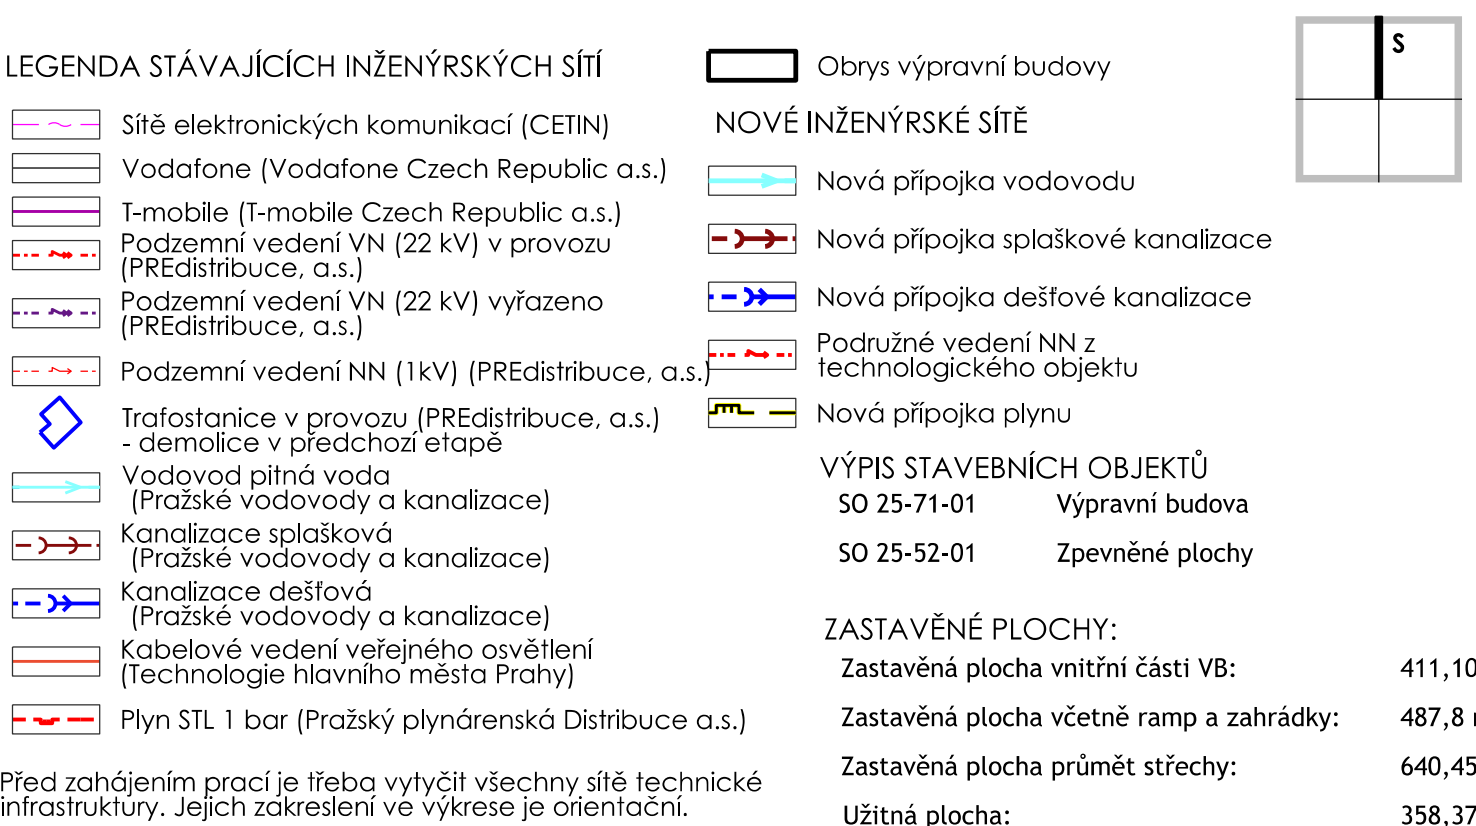 LEGENDA STÁVAJÍCÍCH INŽENÝRSKÝCH SÍTÍ
Sítě elektronických komunikací (CETIN)
Vodafone (Vodafone Czech Republic a.s.)
T-mobile (T-mobile Czech Republic a.s.)
Podzemní vedení VN (22 kV) v provozu
(PREdistribuce, a.s.)
Podzemní vedení VN (22 kV) vyřazeno
(PREdistribuce, a.s.)
Podzemní vedení NN (1kV) (PREdistribuce, a.s.)
Trafostanice v provozu (PREdistribuce, a.s.)
- demolice v předchozí etapě
Vodovod pitná voda
(Pražské vodovody a kanalizace)
Kanalizace splašková
(Pražské vodovody a kanalizace)
Kanalizace dešťová
(Pražské vodovody a kanalizace)
Kabelové vedení veřejného osvětlení
(Technologie hlavního města Prahy)
Plyn STL 1 bar (Pražský plynárenská Distribuce a.s.)
Před zahájením prací je třeba vytyčit všechny sítě technické
infrastruktury. Jejich zakreslení ve výkrese je orientační.
Obrys výpravní budovy
NOVÉ INŽENÝRSKÉ SÍTĚ
Nová přípojka vodovodu
Nová přípojka splaškové kanalizace
Nová přípojka dešťové kanalizace
Podružné vedení NN z
technologického objektu
Nová přípojka plynu
VÝPIS STAVEBNÍCH OBJEKTŮ
SO 25-71-01 Výpravní budova
SO 25-52-01 Zpevněné plochy
ZASTAVĚNÉ PLOCHY:
Zastavěná plocha vnitřní části VB: 411,10
Zastavěná plocha včetně ramp a zahrádky: 487,8
Zastavěná plocha průmět střechy: 640,45
Užitná plocha: 358,37
S